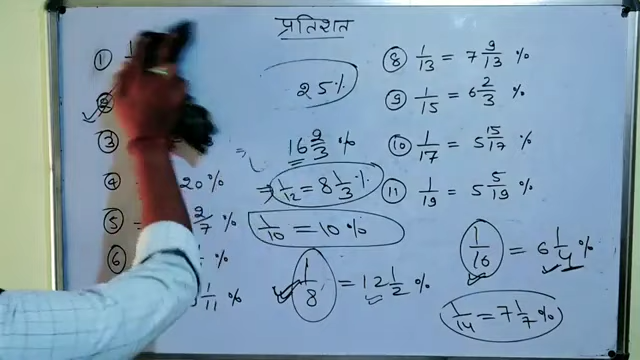 प्रतिशत
① 1
②
③
④ 20%
⑤ 2/7 %
⑥
1/11 %
25%
= 16 2/3 %
⇒ 1/12 = 8 1/3 %
1/10 = 10%
1/8 = 12 1/2 %
⑧ 1/13 = 7 9/13 %
⑨ 1/15 = 6 2/3 %
⑩ 1/17 = 5 15/17 %
⑪ 1/19 = 5 5/19 %
1/16 = 6 1/4 %
1/14 = 7 1/7 %